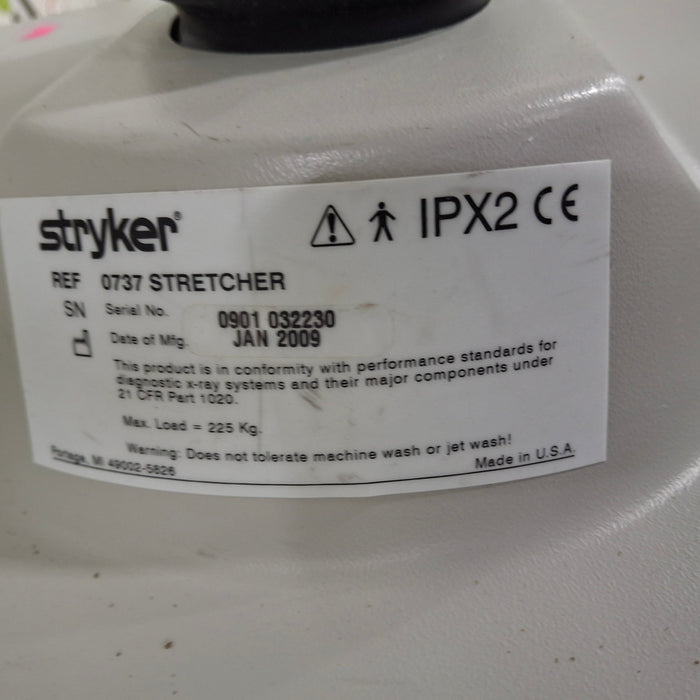 stryker®
IPX2 CE
REF 0737 STRETCHER
SN Serial No. 0901 032230
Date of Mfg. JAN 2009
This product is in conformity with performance standards for
diagnostic x-ray systems and their major components under
21 CFR Part 1020.
Max. Load = 225 Kg.
Warning: Does not tolerate machine wash or jet wash!
Portage, MI 49002-5826
Made in U.S.A.